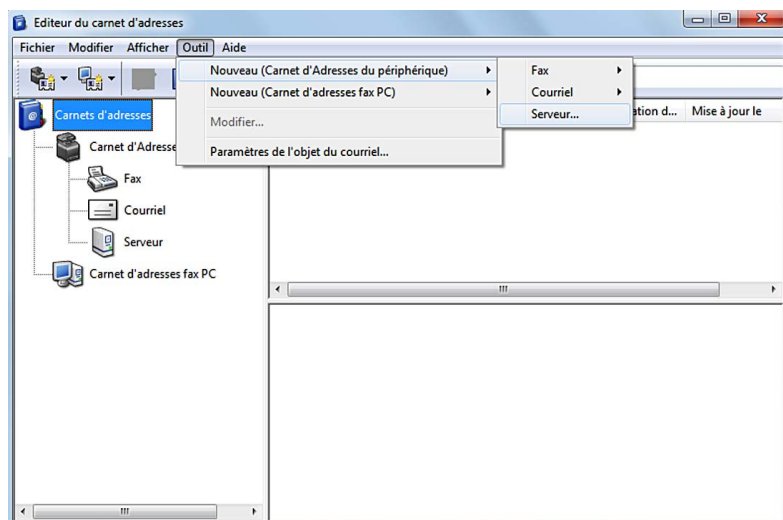 Editeur du carnet d'adresses
Fichier Modifier Afficher Outil Aide
Nouveau (Carnet d'Adresses du périphérique)
Nouveau (Carnet d'adresses fax PC)
Modifier...
Paramètres de l'objet du courriel...
Fax
Courriel
Serveur...
Mise à jour le
Carnets d'adresses
Carnet d'Adresse
Fax
Courriel
Serveur
Carnet d'adresses fax PC